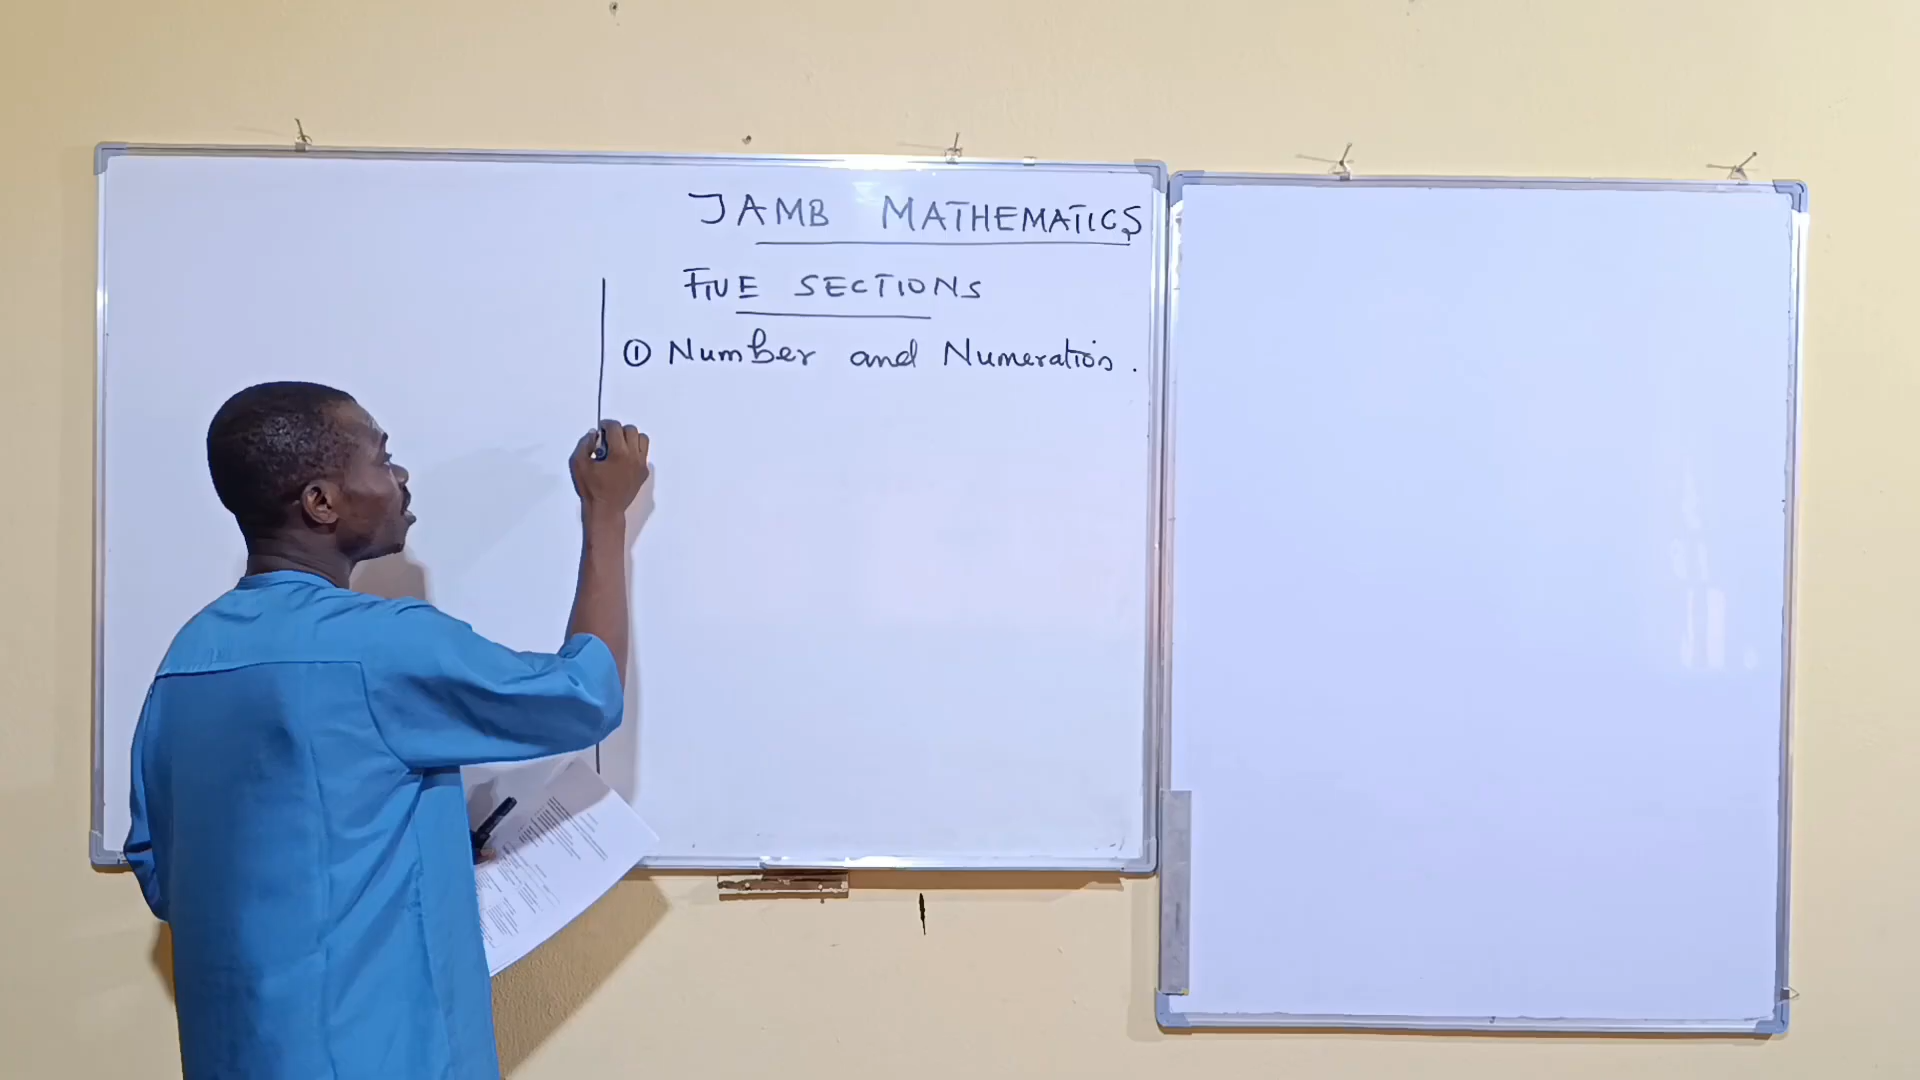 JAMB MATHEMATICS
FIVE SECTIONS
① Number and Numeration.